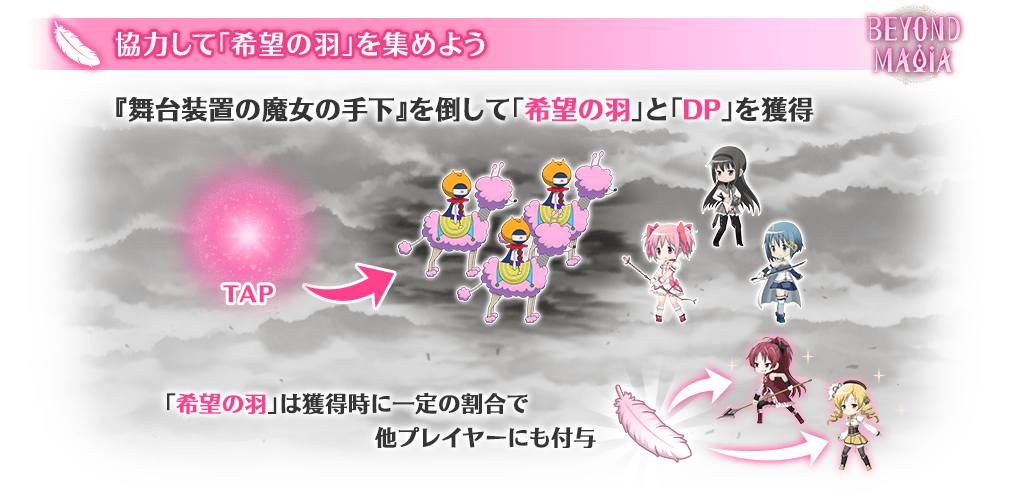 協力して「希望の羽」を集めよう
BEYOND
MAGIA
『舞台装置の魔女の手下』を倒して「希望の羽」と「DP」を獲得
TAP
「希望の羽」は獲得時に一定の割合で
他プレイヤーにも付与